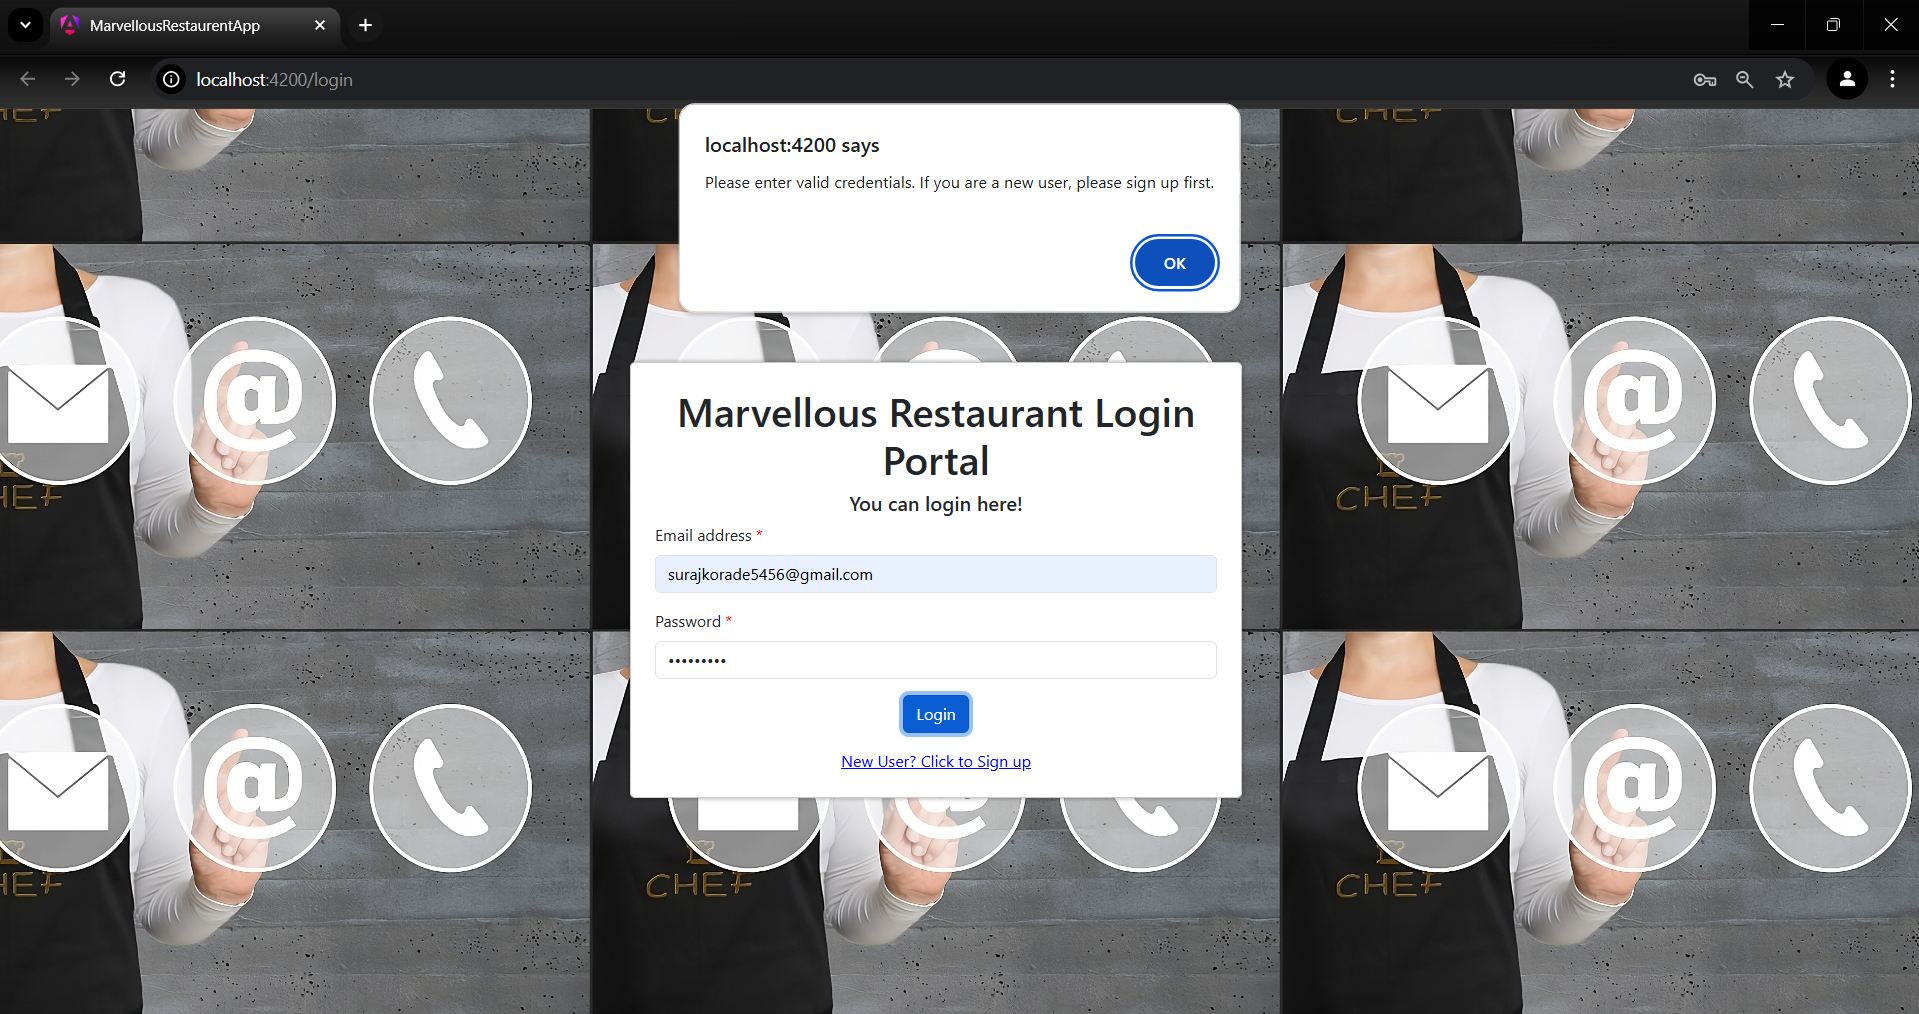 MarvellousRestaurentApp
localhost:4200/login
localhost:4200 says
Please enter valid credentials. If you are a new user, please sign up first.
OK
Marvellous Restaurant Login
Portal
You can login here!
Email address *
surajkorade5456@gmail.com
Password *
•••••••••
Login
New User? Click to Sign up
CHEF
CHEF
CHEF
CHEF